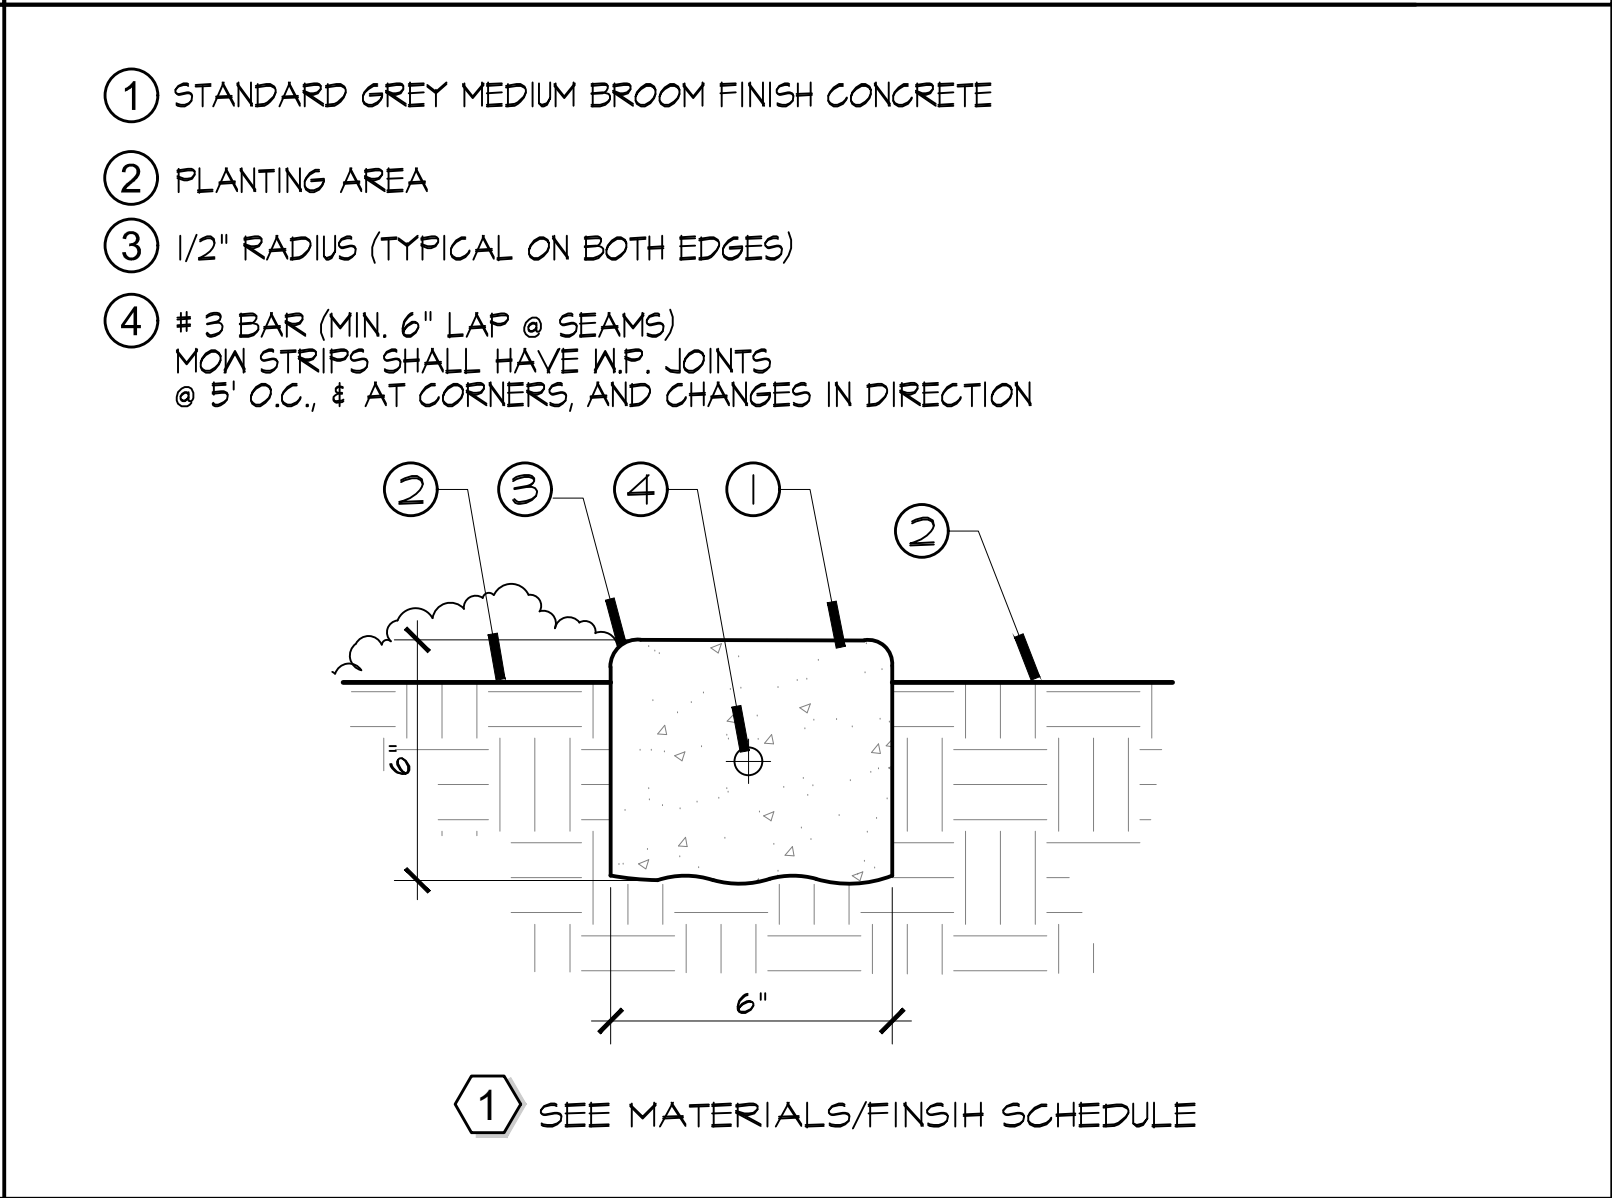 1 STANDARD GREY MEDIUM BROOM FINISH CONCRETE
2 PLANTING AREA
3 1/2" RADIUS (TYPICAL ON BOTH EDGES)
4 # 3 BAR (MIN. 6" LAP @ SEAMS)
MOW STRIPS SHALL HAVE W.P. JOINTS
@ 5' O.C., & AT CORNERS, AND CHANGES IN DIRECTION
2 3 4 1
2
6"
6"
1 SEE MATERIALS/FINSIH SCHEDULE